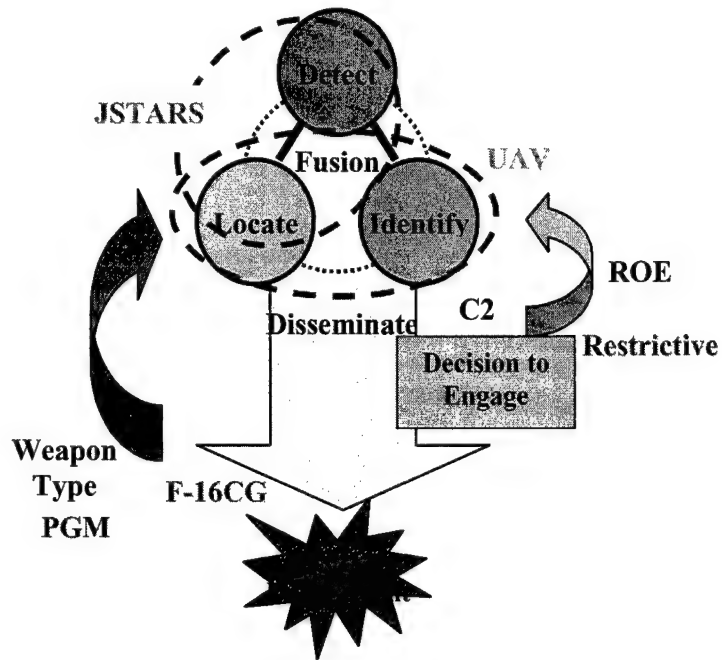 Detect
JSTARS
Fusion
UAV
Locate
Identify
ROE
C2
Disseminate
Restrictive
Decision to
Engage
Weapon
Type
F-16CG
PGM